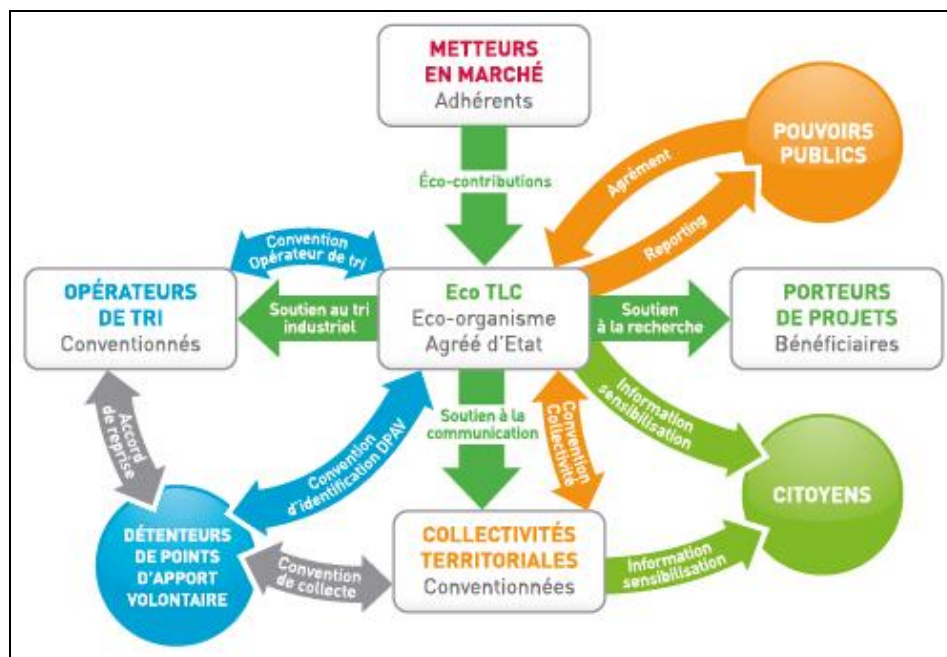 METTEURS
EN MARCHÉ
Adhérents
POUVOIRS
PUBLICS
Éco-contributions
Agrément
Reporting
Convention
Opérateur de tri
OPÉRATEURS
DE TRI
Conventionnés
Soutien au tri
industriel
Eco TLC
Eco-organisme
Agréé d'Etat
Soutien
à la recherche
PORTEURS
DE PROJETS
Bénéficiaires
Accord
de reprise
Convention
d'identification DPAV
Soutien à la
communication
Convention
Collectivité
Information
sensibilisation
CITOYENS
DÉTENTEURS
DE POINTS
D'APPORT
VOLONTAIRE
Convention
de collecte
COLLECTIVITÉS
TERRITORIALES
Conventionnées
Information
sensibilisation